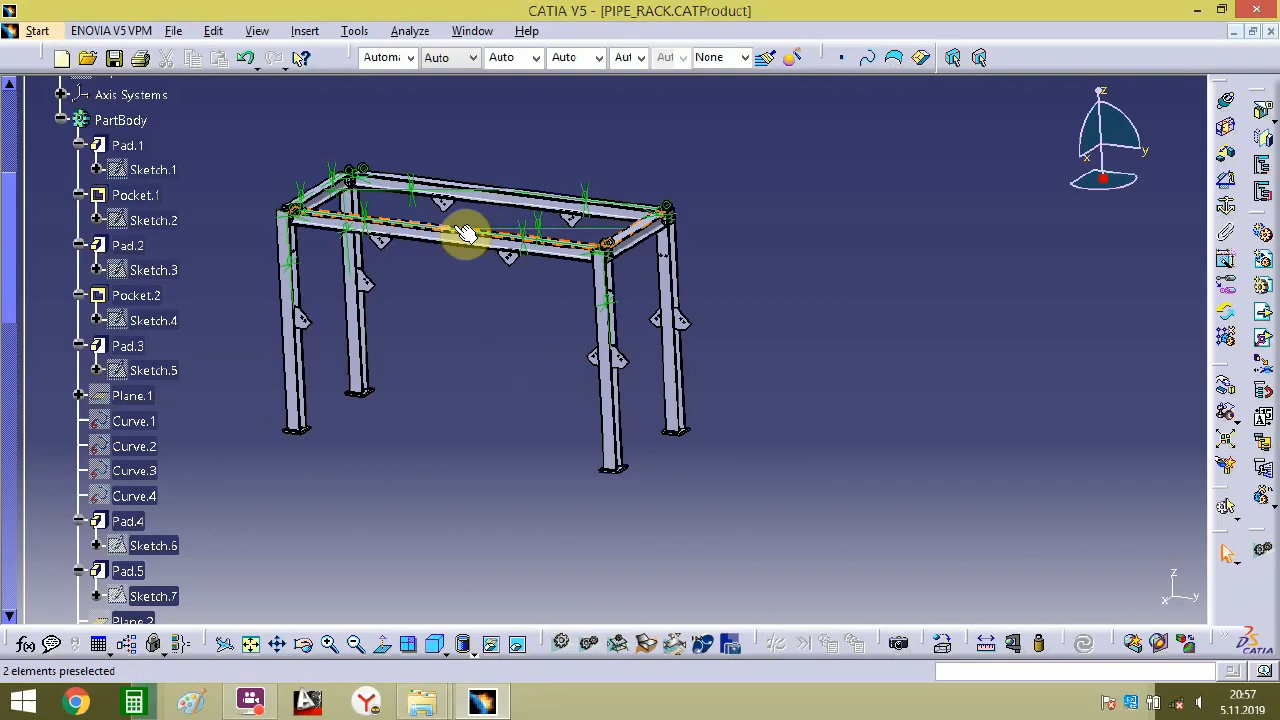 CATIA V5 - [PIPE_RACK.CATProduct]
Start ENOVIA V5 VPM File Edit View Insert Tools Analyze Window Help
Automa Auto Auto Auto Aut Aut None
Axis Systems
PartBody
Pad.1
Sketch.1
Pocket.1
Sketch.2
Pad.2
Sketch.3
Pocket.2
Sketch.4
Pad.3
Sketch.5
Plane.1
Curve.1
Curve.2
Curve.3
Curve.4
Pad.4
Sketch.6
Pad.5
Sketch.7
Plane.2
z
x
y
z
x
y
CATIA
2 elements preselected
20:57
5.11.2019